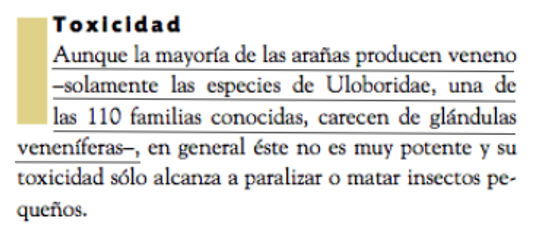 Toxicidad
Aunque la mayoría de las arañas producen veneno
–solamente las especies de Uloboridae, una de
las 110 familias conocidas, carecen de glándulas
veneníferas–, en general éste no es muy potente y su
toxicidad sólo alcanza a paralizar o matar insectos pe-
queños.